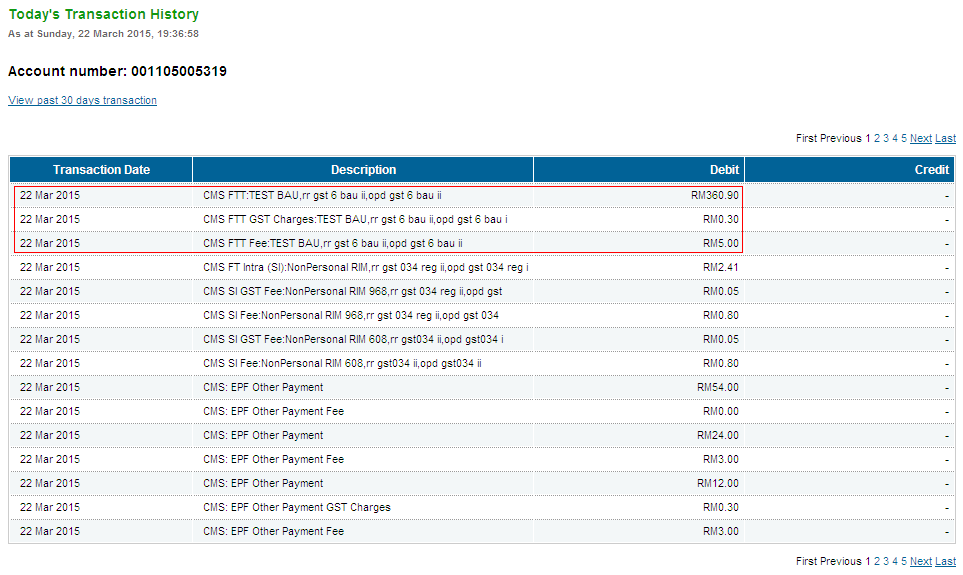 Today's Transaction History
As at Sunday, 22 March 2015, 19:36:58
Account number: 001105005319
View past 30 days transaction
First Previous 1 2 3 4 5 Next Last
Transaction Date Description Debit Credit
22 Mar 2015 CMS FTT:TEST BAU,rr gst 6 bau ii,opd gst 6 bau ii RM360.90 -
22 Mar 2015 CMS FTT GST Charges:TEST BAU,rr gst 6 bau ii,opd gst 6 bau i RM0.30 -
22 Mar 2015 CMS FTT Fee:TEST BAU,rr gst 6 bau ii,opd gst 6 bau ii RM5.00 -
22 Mar 2015 CMS FT Intra (SI):NonPersonal RIM,rr gst 034 reg ii,opd gst 034 reg i RM2.41 -
22 Mar 2015 CMS SI GST Fee:NonPersonal RIM 968,rr gst 034 reg ii,opd gst RM0.05 -
22 Mar 2015 CMS SI Fee:NonPersonal RIM 968,rr gst 034 reg ii,opd gst 034 RM0.80 -
22 Mar 2015 CMS SI GST Fee:NonPersonal RIM 608,rr gst034 ii,opd gst034 i RM0.05 -
22 Mar 2015 CMS SI Fee:NonPersonal RIM 608,rr gst034 ii,opd gst034 ii RM0.80 -
22 Mar 2015 CMS: EPF Other Payment RM54.00 -
22 Mar 2015 CMS: EPF Other Payment Fee RM0.00 -
22 Mar 2015 CMS: EPF Other Payment RM24.00 -
22 Mar 2015 CMS: EPF Other Payment Fee RM3.00 -
22 Mar 2015 CMS: EPF Other Payment RM12.00 -
22 Mar 2015 CMS: EPF Other Payment GST Charges RM0.30 -
22 Mar 2015 CMS: EPF Other Payment Fee RM3.00 -
First Previous 1 2 3 4 5 Next Last